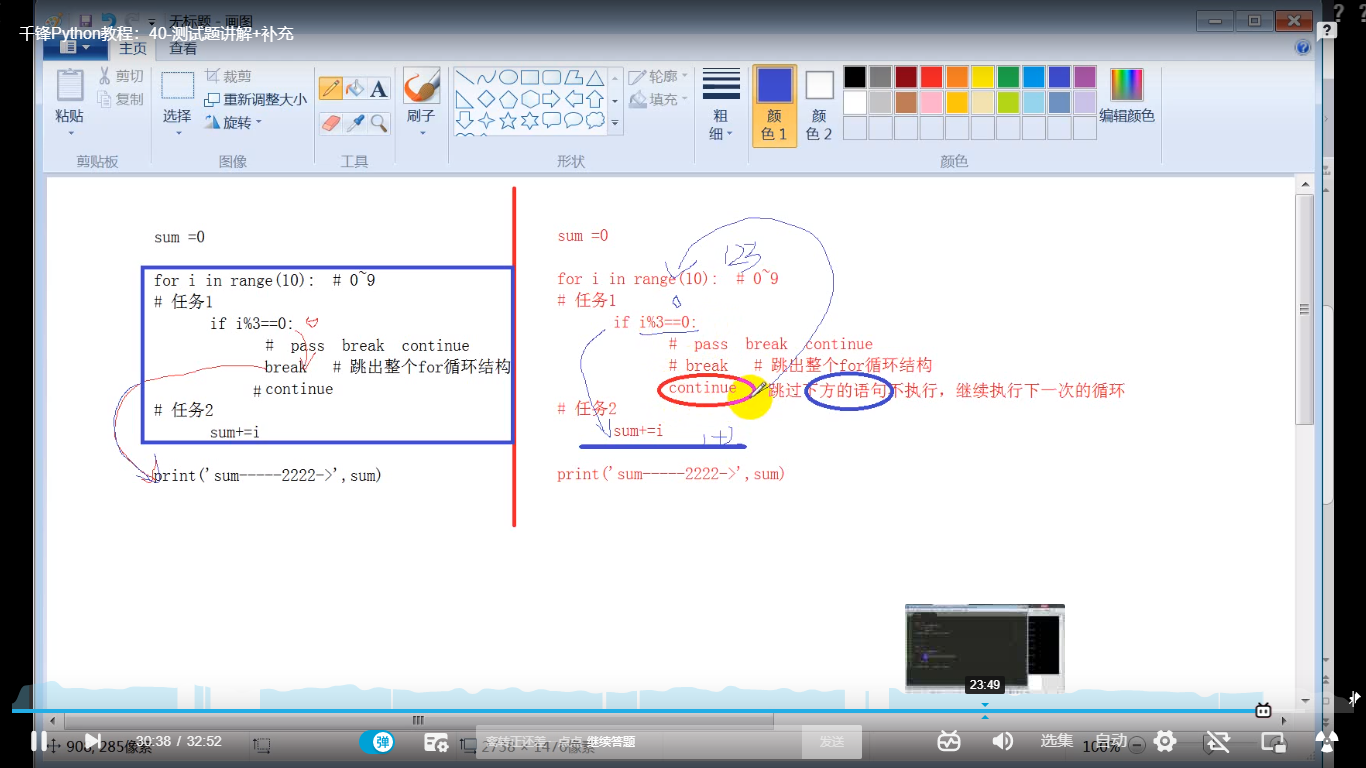 无标题 - 画图
千锋Python教程：40-测试题讲解+补充
主页 查看
剪切
复制
粘贴
剪贴板
裁剪
重新调整大小
旋转
选择
图像
工具
刷子
轮廓
填充
形状
粗细
颜色 1
颜色 2
编辑颜色
颜色
sum =0
for i in range(10): # 0~9
# 任务1
if i%3==0:
# pass break continue
break # 跳出整个for循环结构
#continue
# 任务2
sum+=i
print('sum-----2222->',sum)
sum =0
123
for i in range(10): # 0~9
# 任务1
0
if i%3==0:
# pass break continue
# break # 跳出整个for循环结构
continue 跳过下方的语句不执行，继续执行下一次的循环
# 任务2
sum+=i
print('sum-----2222->',sum)
23:49
30:38 / 32:52
弹
继续答题
发送
选集
自动
100%
908, 285像素